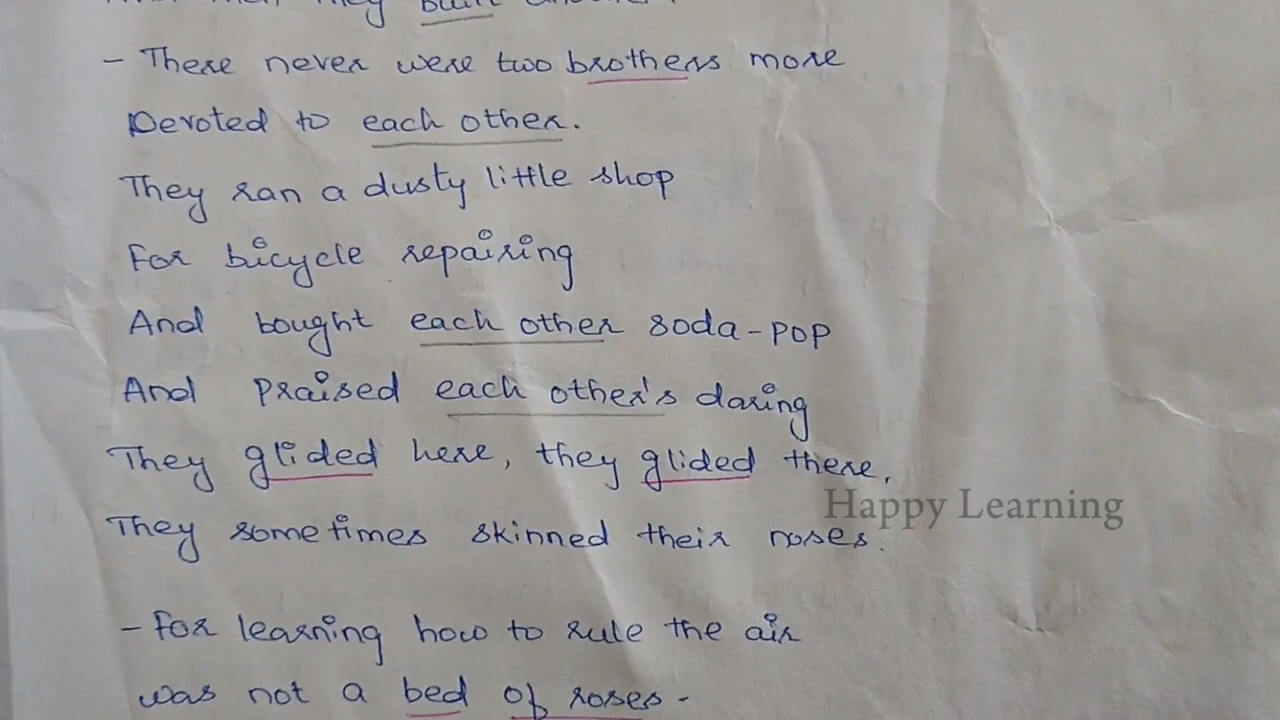 - There never were two brothers more
Devoted to each other.
They ran a dusty little shop
For bicycle repairing
And bought each other soda-pop
And praised each other's daring
They glided here, they glided there,
Happy Learning
They sometimes skinned their noses.
- for learning how to rule the air
was not a bed of roses -